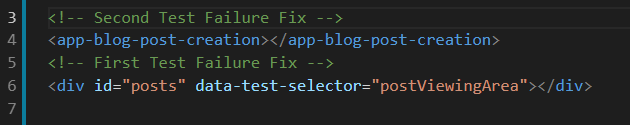 3 <!-- Second Test Failure Fix -->
4 <app-blog-post-creation></app-blog-post-creation>
5 <!-- First Test Failure Fix -->
6 <div id="posts" data-test-selector="postViewingArea"></div>
7